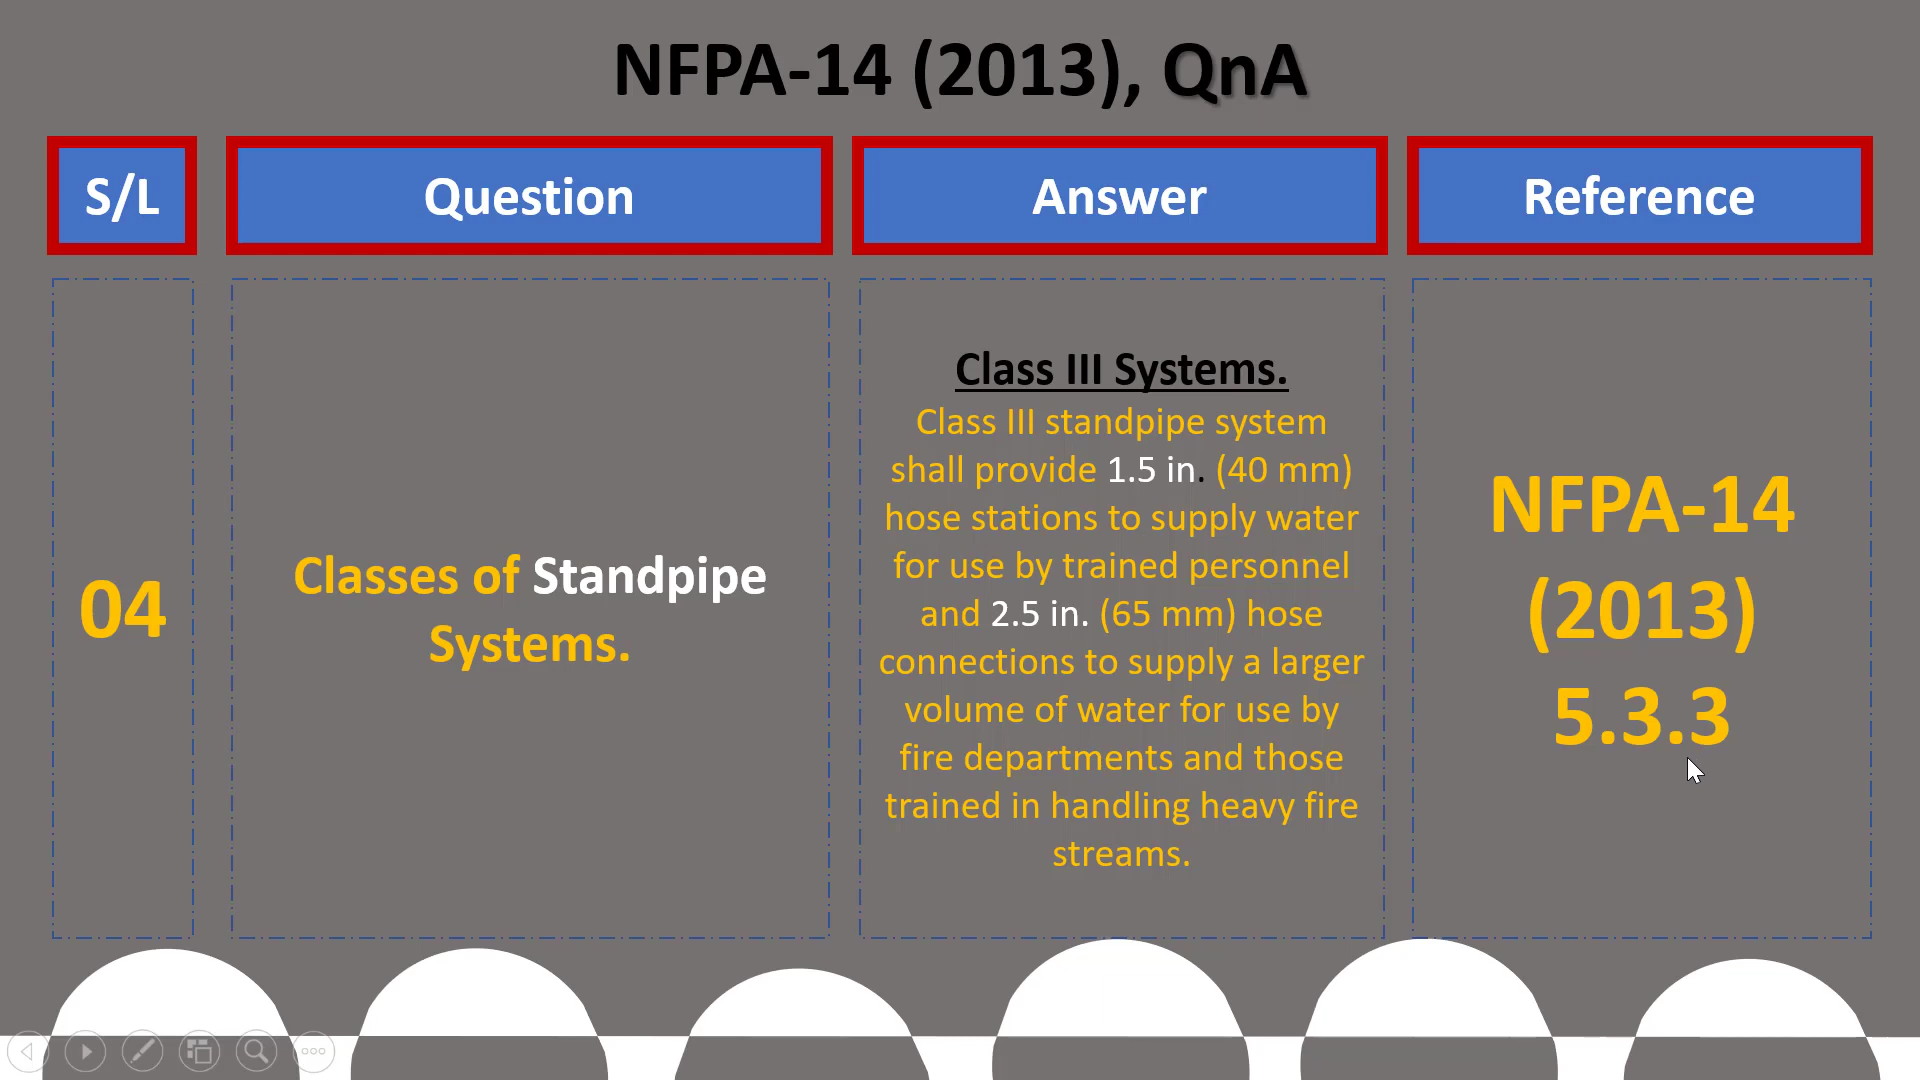 NFPA-14 (2013), QnA
S/L
Question
Answer
Reference
04
Classes of Standpipe
Systems.
Class III Systems.
Class III standpipe system
shall provide 1.5 in. (40 mm)
hose stations to supply water
for use by trained personnel
and 2.5 in. (65 mm) hose
connections to supply a larger
volume of water for use by
fire departments and those
trained in handling heavy fire
streams.
NFPA-14
(2013)
5.3.3